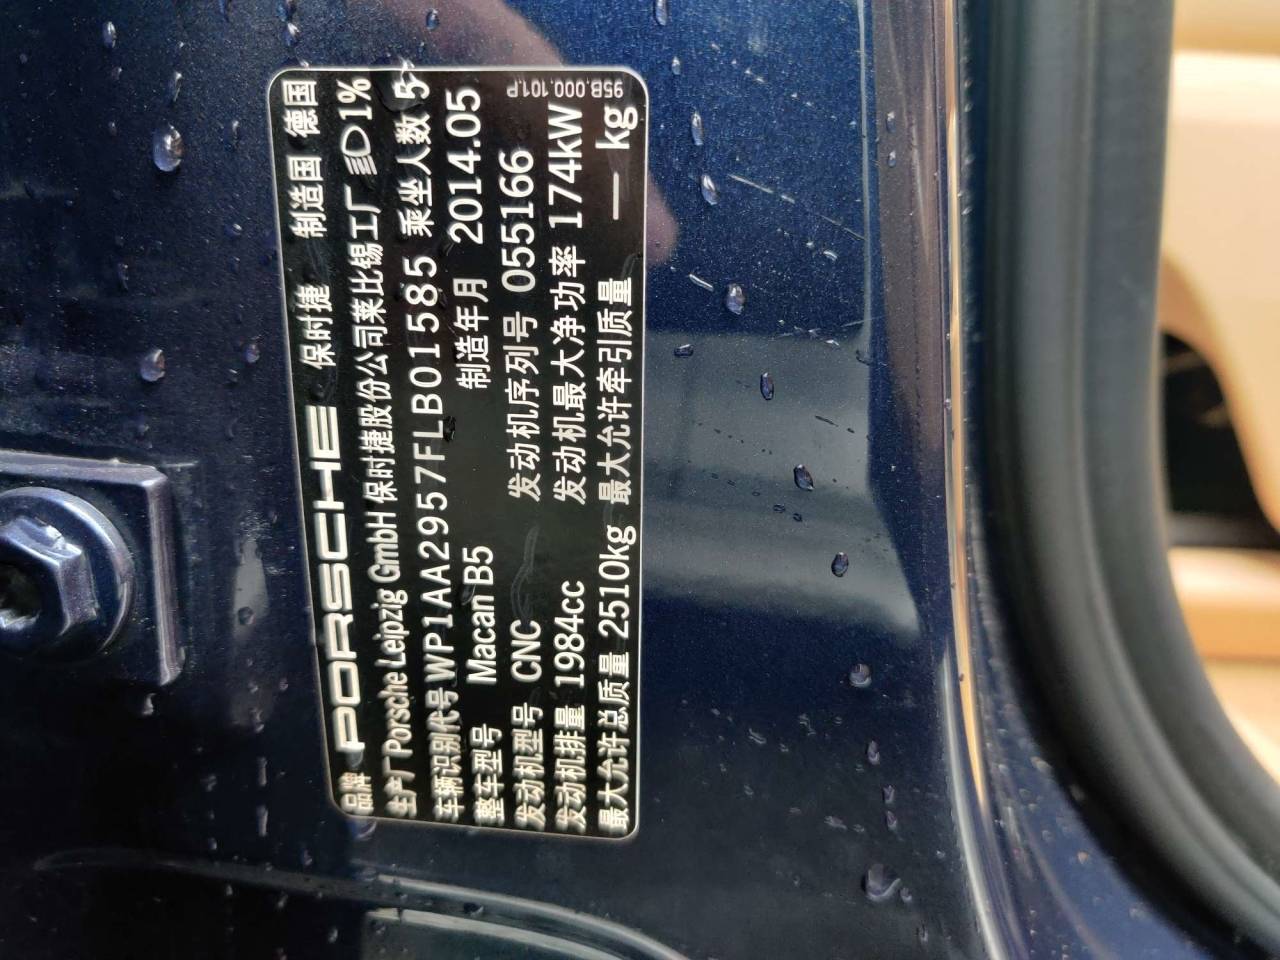 品牌 PORSCHE 保时捷 制造国 德国
生产厂 Porsche Leipzig GmbH 保时捷股份公司莱比锡工厂 1%
车辆识别代号 WP1AA2957FLB01585 乘坐人数 5
整车型号 Macan B5 制造年月 2014.05
发动机型号 CNC 发动机序列号 055166
发动机排量 1984cc 发动机最大净功率 174kW
最大允许总质量 2510kg 最大允许牵引质量 — kg
95B.000.101.P